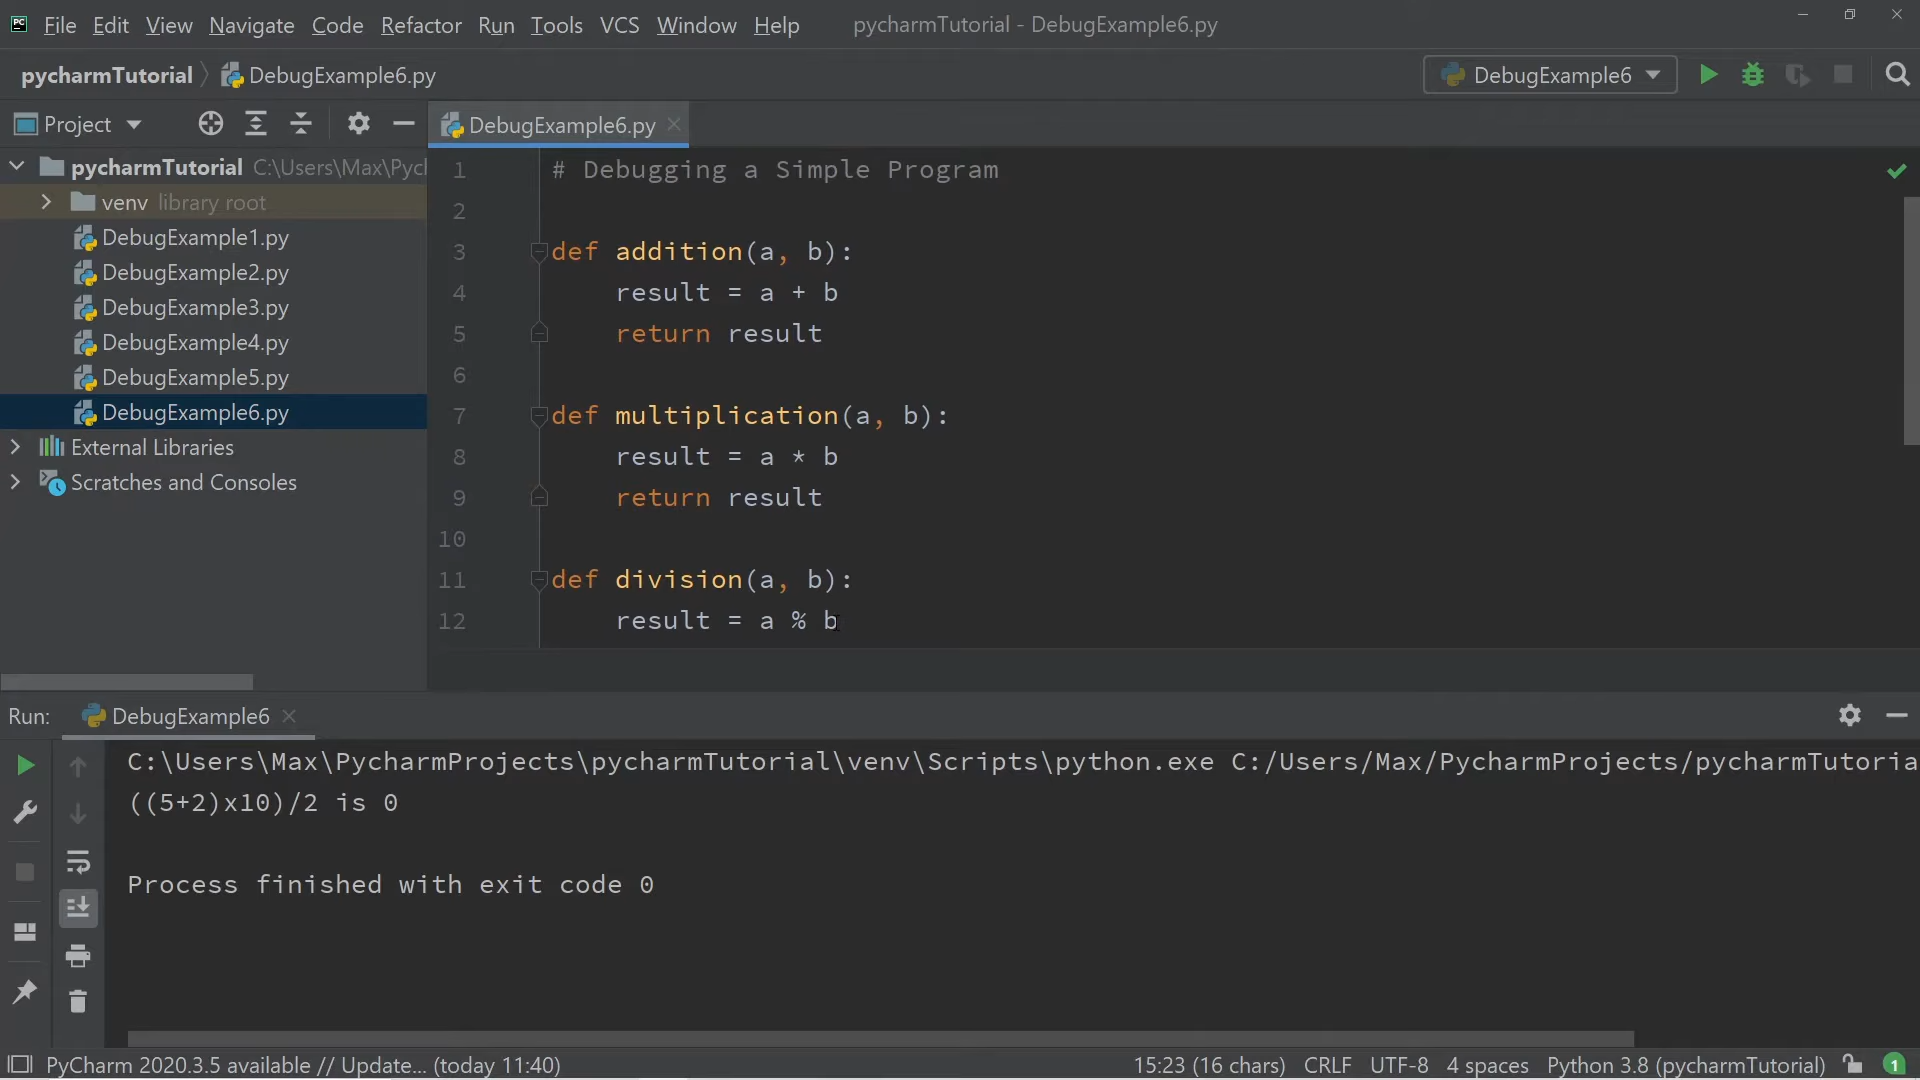 File Edit View Navigate Code Refactor Run Tools VCS Window Help pycharmTutorial - DebugExample6.py
pycharmTutorial DebugExample6.py DebugExample6
Project DebugExample6.py
pycharmTutorial C:\Users\Max\Pycl
venv library root
DebugExample1.py
DebugExample2.py
DebugExample3.py
DebugExample4.py
DebugExample5.py
DebugExample6.py
External Libraries
Scratches and Consoles
1 # Debugging a Simple Program
2
3 def addition(a, b):
4 result = a + b
5 return result
6
7 def multiplication(a, b):
8 result = a * b
9 return result
10
11 def division(a, b):
12 result = a % b
Run: DebugExample6
C:\Users\Max\PycharmProjects\pycharmTutorial\venv\Scripts\python.exe C:/Users/Max/PycharmProjects/pycharmTutoria
((5+2)x10)/2 is 0
Process finished with exit code 0
PyCharm 2020.3.5 available // Update... (today 11:40) 15:23 (16 chars) CRLF UTF-8 4 spaces Python 3.8 (pycharmTutorial) 1